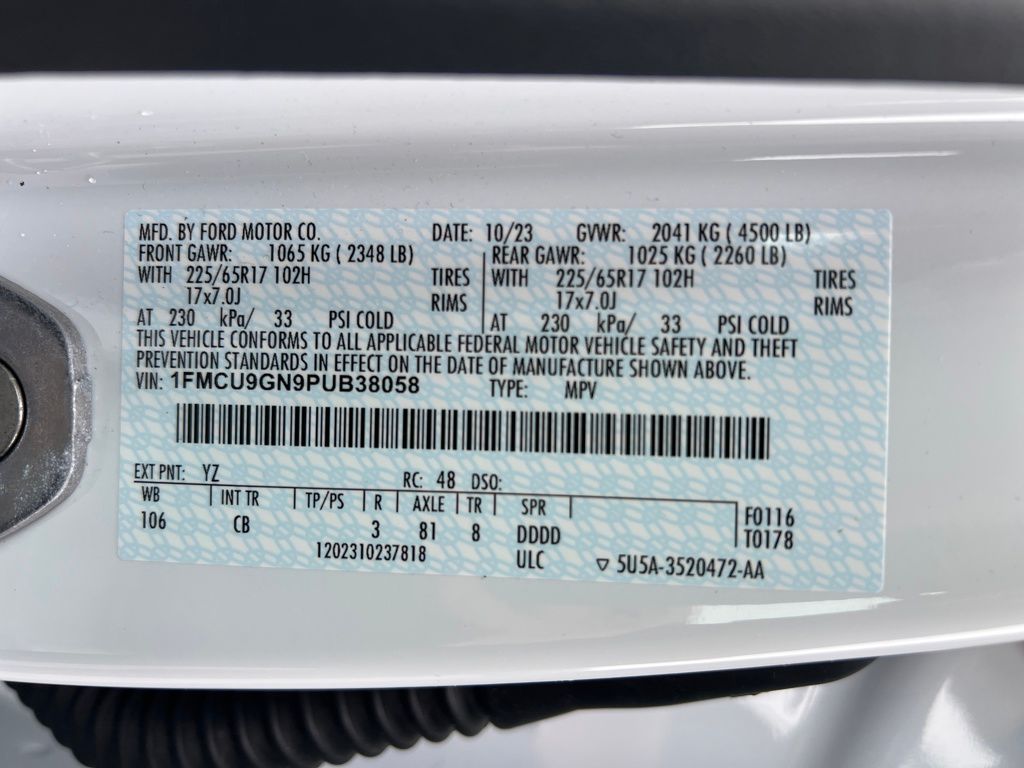 MFD. BY FORD MOTOR CO. DATE: 10/23 GVWR: 2041 KG ( 4500 LB)
FRONT GAWR: 1065 KG ( 2348 LB) REAR GAWR: 1025 KG ( 2260 LB)
WITH 225/65R17 102H TIRES WITH 225/65R17 102H TIRES
17x7.0J RIMS 17x7.0J RIMS
AT 230 kPa/ 33 PSI COLD AT 230 kPa/ 33 PSI COLD
THIS VEHICLE CONFORMS TO ALL APPLICABLE FEDERAL MOTOR VEHICLE SAFETY AND THEFT
PREVENTION STANDARDS IN EFFECT ON THE DATE OF MANUFACTURE SHOWN ABOVE.
VIN: 1FMCU9GN9PUB38058 TYPE: MPV
EXT PNT: YZ RC: 48 DSO:
WB INT TR TP/PS R AXLE TR SPR
106 CB 3 81 8 DDDD F0116
1202310237818 ULC T0178
▽ 5U5A-3520472-AA